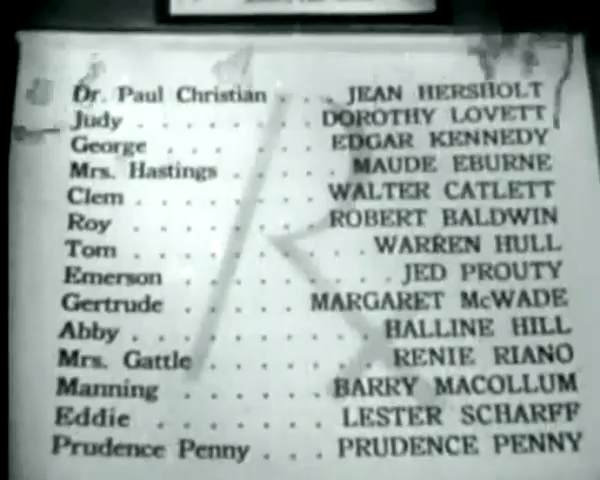 Dr. Paul Christian . . . JEAN HERSHOLT
Judy . . . . . . . . DOROTHY LOVETT
George . . . . . . . EDGAR KENNEDY
Mrs. Hastings . . . . . MAUDE EBURNE
Clem . . . . . . . . WALTER CATLETT
Roy . . . . . . . . ROBERT BALDWIN
Tom . . . . . . . . . WARREN HULL
Emerson . . . . . . . . . JED PROUTY
Gertrude . . . . . . MARGARET McWADE
Abby . . . . . . . . . . HALLINE HILL
Mrs. Gattle . . . . . . . RENIE RIANO
Manning . . . . . . BARRY MACOLLUM
Eddie . . . . . . . LESTER SCHARFF
Prudence Penny . . . PRUDENCE PENNY